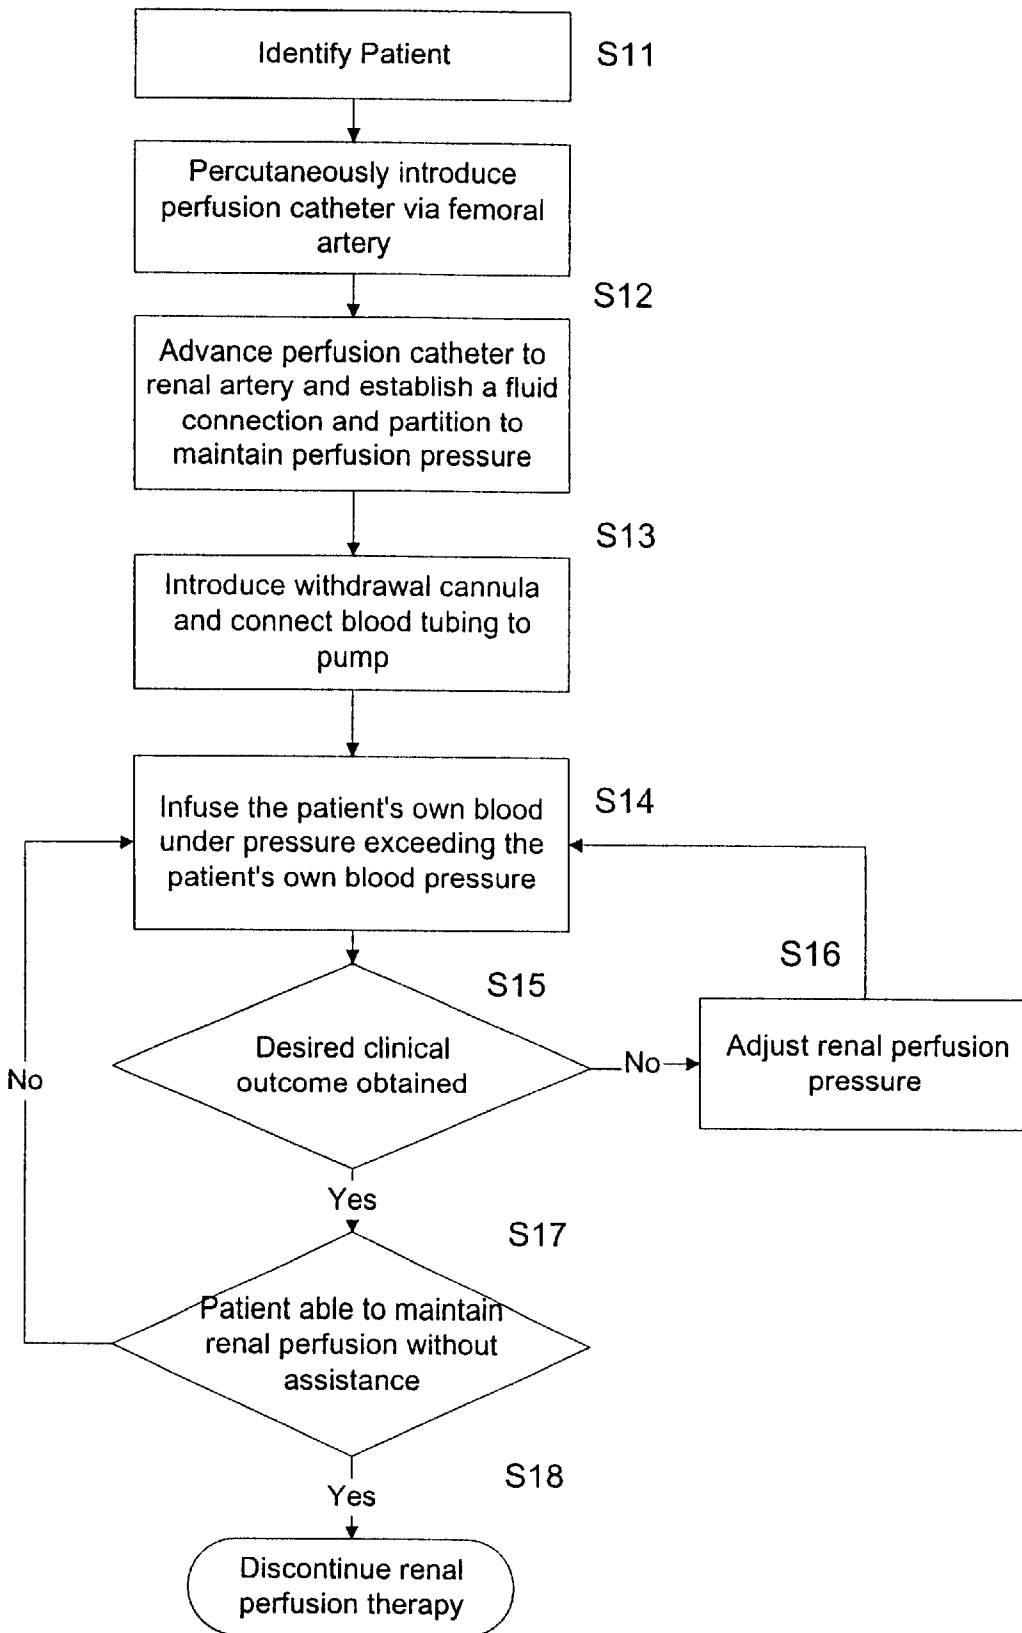 Identify Patient
S11
Percutaneously introduce
perfusion catheter via femoral
artery
S12
Advance perfusion catheter to
renal artery and establish a fluid
connection and partition to
maintain perfusion pressure
S13
Introduce withdrawal cannula
and connect blood tubing to
pump
Infuse the patient's own blood
under pressure exceeding the
patient's own blood pressure
S14
S16
S15
Desired clinical
outcome obtained
No
Adjust renal perfusion
pressure
No
Yes
S17
Patient able to maintain
renal perfusion without
assistance
S18
Yes
Discontinue renal
perfusion therapy